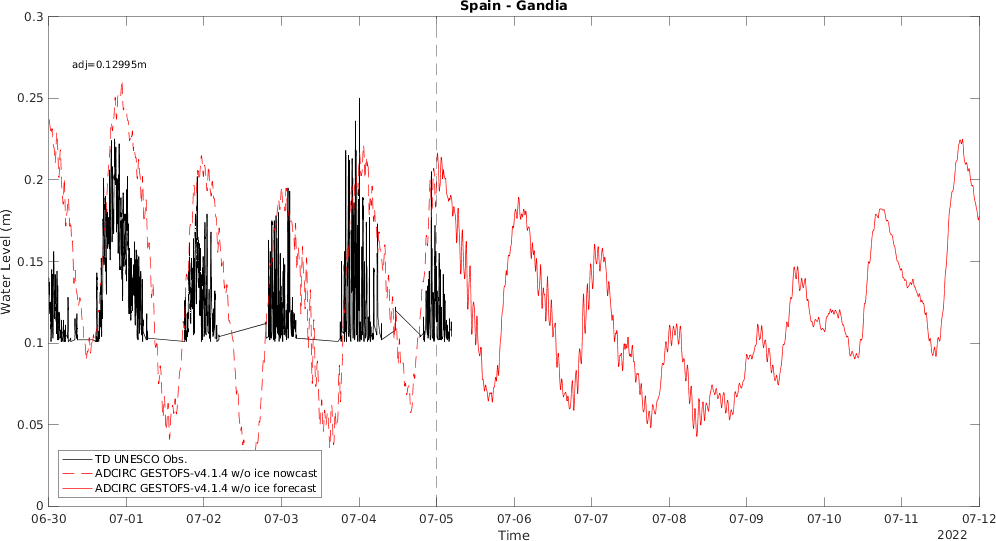 Spain - Gandia
adj=0.12995m
0.3
0.25
0.2
0.15
0.1
0.05
0
Water Level (m)
TD UNESCO Obs.
ADCIRC GESTOFS-v4.1.4 w/o ice nowcast
ADCIRC GESTOFS-v4.1.4 w/o ice forecast
06-30 07-01 07-02 07-03 07-04 07-05 07-06 07-07 07-08 07-09 07-10 07-11 07-12
Time
2022